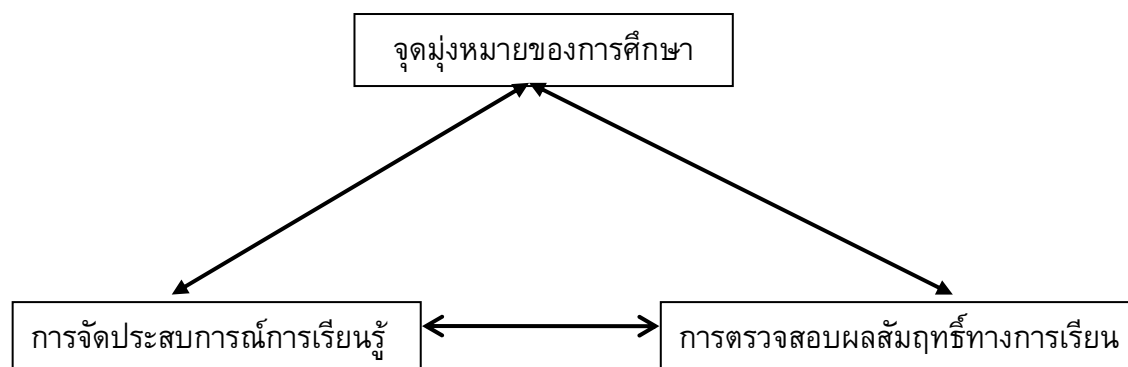 จุดมุ่งหมายของการศึกษา
การจัดประสบการณ์การเรียนรู้
การตรวจสอบผลสัมฤทธิ์ทางการเรียน